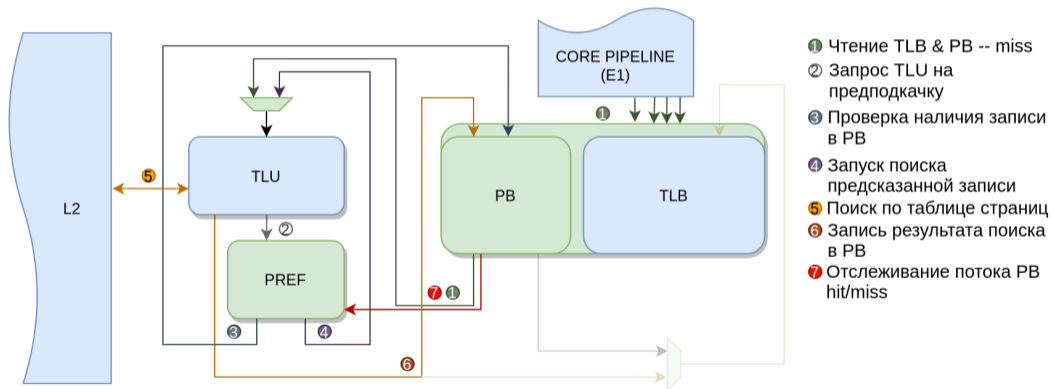 CORE PIPELINE
(E1)
1
L2
5
TLU
2
PREF
3
4
6
PB
TLB
7 1
1 Чтение TLB & PB -- miss
2 Запрос TLU на
предподкачку
3 Проверка наличия записи
в PB
4 Запуск поиска
предсказанной записи
5 Поиск по таблице страниц
6 Запись результата поиска
в PB
7 Отслеживание потока PB
hit/miss